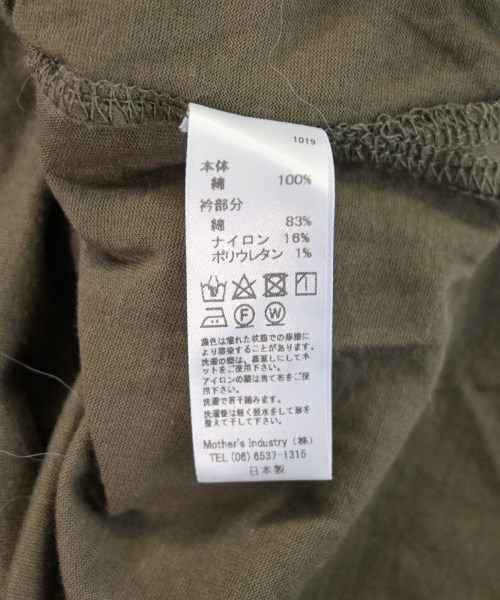 1019
本体
綿 100%
衿部分
綿 83%
ナイロン 16%
ポリウレタン 1%
F W
濃色は濡れた状態での摩擦に
より移染することがあります。
洗濯の際は、裏返しにしてネ
ットをご使用下さい。
アイロンの際は当て布をご使
用下さい。
洗濯で若干縮みます。
洗濯後は軽く脱水をして形を
整えて干して下さい。
Mother's Industry (株)
TEL (06) 6537-1315
日本製